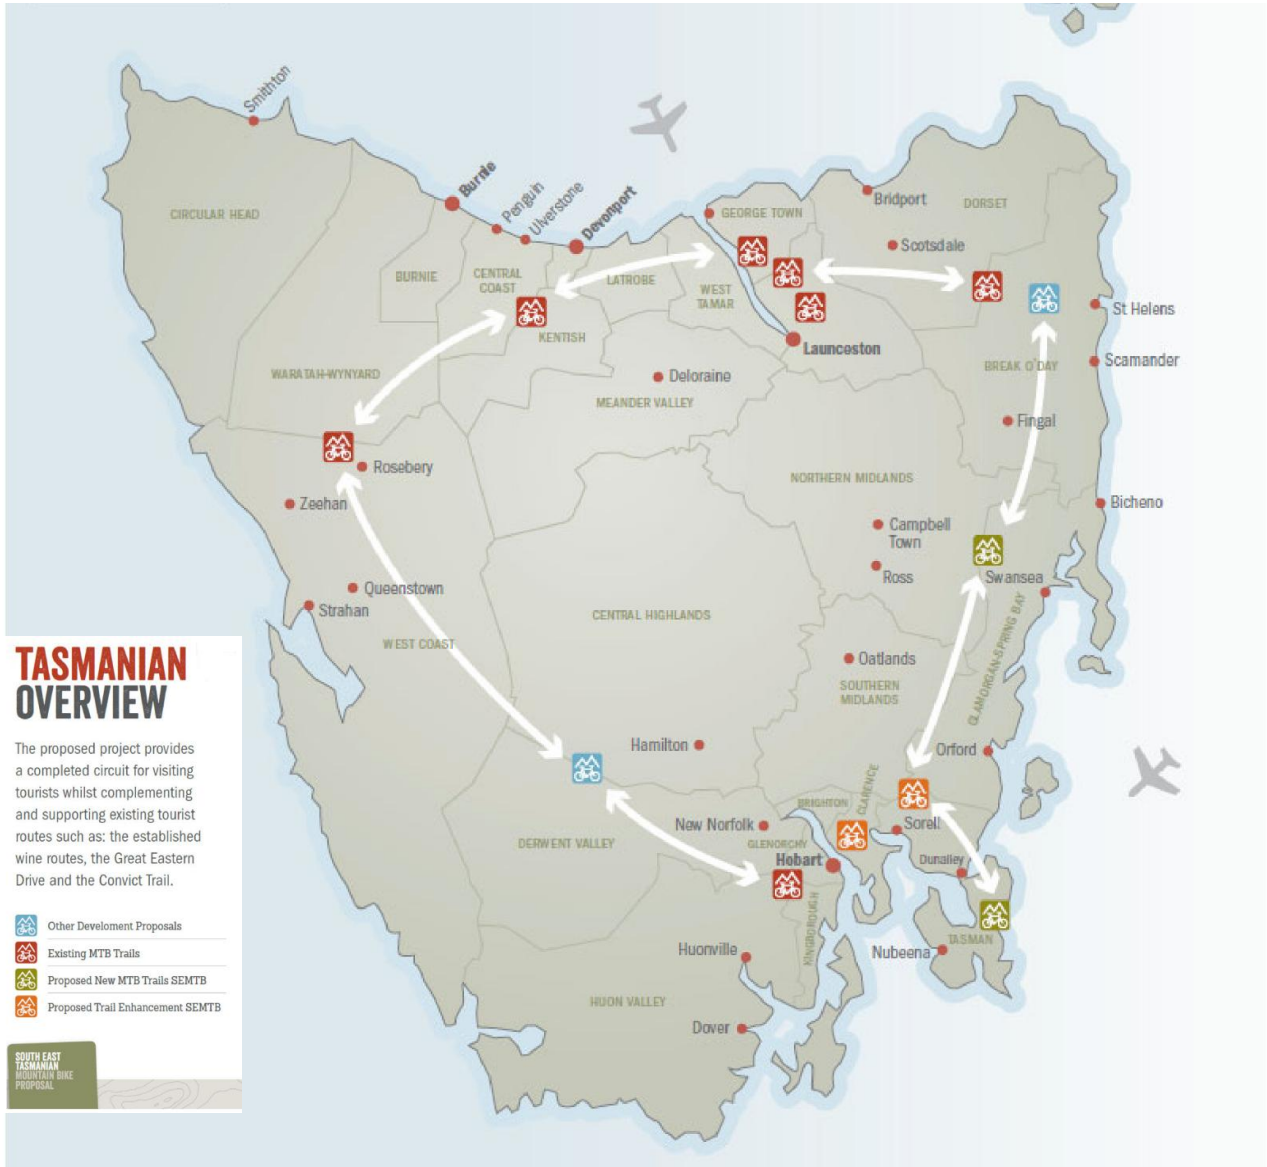 Smithton
Burnie
Penguin
Ulverstone
Devonport
CIRCULAR HEAD
GEORGE TOWN
Bridport
DORSET
Scotsdale
BURNIE
CENTRAL
COAST
LATROBE
WEST
TAMAR
KENTISH
St Helens
Launceston
Scamander
BREAK O'DAY
WARATAH-WYNYARD
Deloraine
MEANDER VALLEY
Fingal
Rosebery
NORTHERN MIDLANDS
Zeehan
Bicheno
Campbell
Town
Ross
Swansea
Queenstown
Strahan
CENTRAL HIGHLANDS
GLAMORGAN-SPRING BAY
WEST COAST
Oatlands
SOUTHERN
MIDLANDS
Hamilton
Orford
CLARENCE
BRIGHTON
New Norfolk
Sorell
DERWENT VALLEY
GLENORCHY
Hobart
Dunalley
KINGBOROUGH
TASMAN
Huonville
Nubeena
HUON VALLEY
Dover
TASMANIAN
OVERVIEW
The proposed project provides
a completed circuit for visiting
tourists whilst complementing
and supporting existing tourist
routes such as: the established
wine routes, the Great Eastern
Drive and the Convict Trail.
Other Develoment Proposals
Existing MTB Trails
Proposed New MTB Trails SEMTB
Proposed Trail Enhancement SEMTB
SOUTH EAST
TASMANIAN
MOUNTAIN BIKE
PROPOSAL